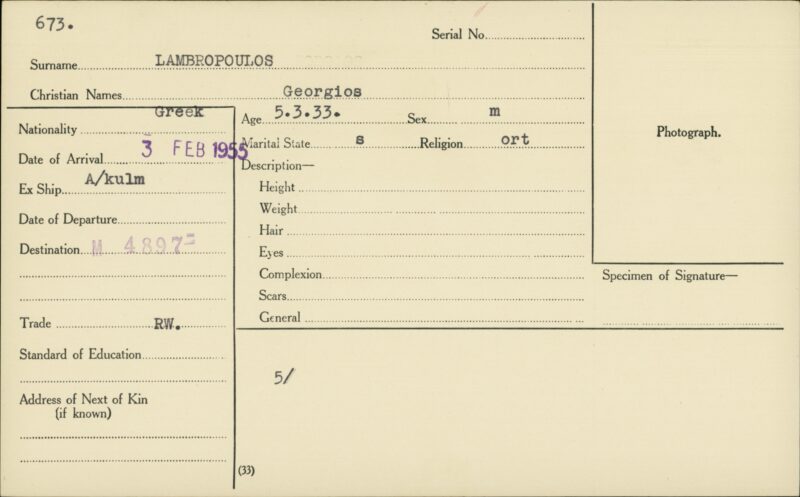 673.
Serial No.
Surname LAMBROPOULOS
Christian Names Georgios
Nationality Greek
Date of Arrival 3 FEB 1955
Ex Ship A/kulm
Date of Departure
Destination M 4897
Trade RW.
Standard of Education
Address of Next of Kin
(if known)
Age 5.3.33. Sex m
Marital State s Religion ort
Description—
Height
Weight
Hair
Eyes
Complexion
Scars
General
5/
(33)
Photograph.
Specimen of Signature—